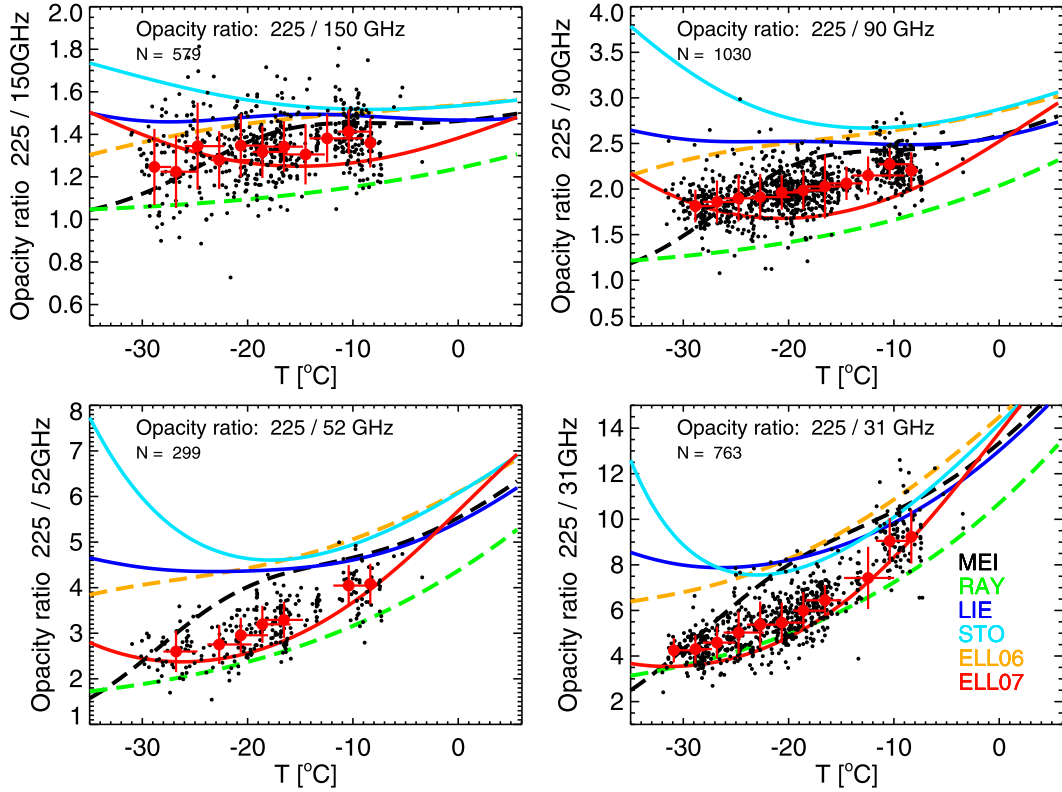 Opacity ratio: 225 / 150 GHz
N = 579
Opacity ratio 225 / 150GHz
2.0
1.8
1.6
1.4
1.2
1.0
0.8
0.6
-30 -20 -10 0
T [°C]
Opacity ratio: 225 / 90 GHz
N = 1030
Opacity ratio 225 / 90GHz
4.0
3.5
3.0
2.5
2.0
1.5
1.0
0.5
-30 -20 -10 0
T [°C]
Opacity ratio: 225 / 52 GHz
N = 299
Opacity ratio 225 / 52GHz
8
7
6
5
4
3
2
1
-30 -20 -10 0
T [°C]
Opacity ratio: 225 / 31 GHz
N = 763
Opacity ratio 225 / 31GHz
14
12
10
8
6
4
2
-30 -20 -10 0
T [°C]
MEI
RAY
LIE
STO
ELL06
ELL07